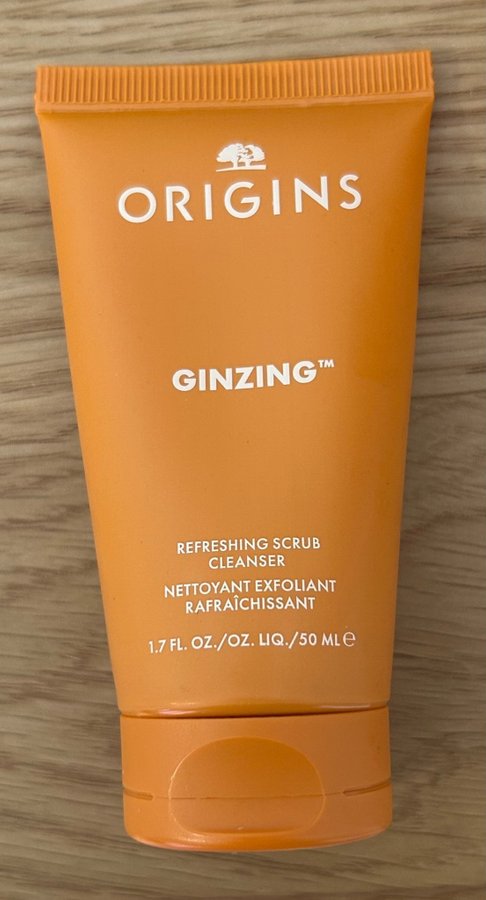 ORIGINS
GINZING™
REFRESHING SCRUB
CLEANSER
NETTOYANT EXFOLIANT
RAFRAÎCHISSANT
1.7 FL. OZ./OZ. LIQ./50 ML ℮